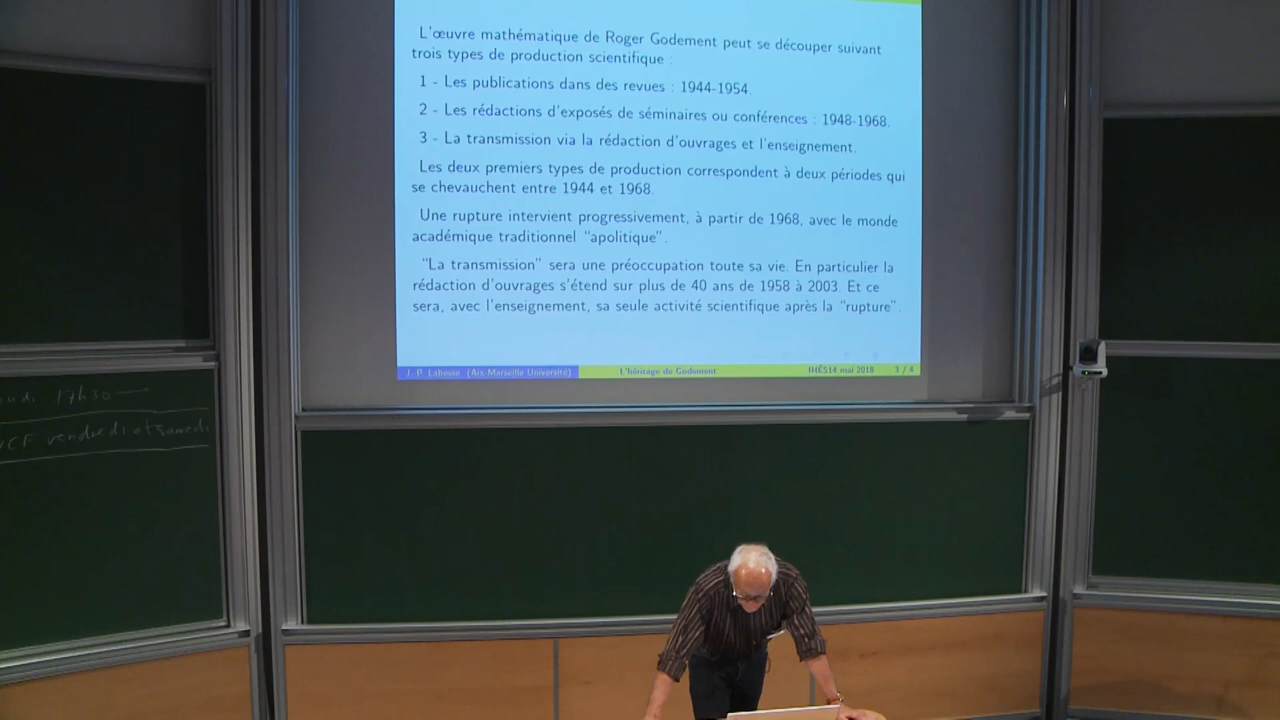 L'œuvre mathématique de Roger Godement peut se découper suivant
trois types de production scientifique :
1 - Les publications dans des revues : 1944-1954.
2 - Les rédactions d'exposés de séminaires ou conférences : 1948-1968.
3 - La transmission via la rédaction d'ouvrages et l'enseignement.
Les deux premiers types de production correspondent à deux périodes qui
se chevauchent entre 1944 et 1968.
Une rupture intervient progressivement, à partir de 1968, avec le monde
académique traditionnel “apolitique”.
“La transmission” sera une préoccupation toute sa vie. En particulier la
rédaction d'ouvrages s'étend sur plus de 40 ans de 1958 à 2003. Et ce
sera, avec l'enseignement, sa seule activité scientifique après la “rupture”.
J.-P. Labesse (Aix-Marseille Université) L'héritage de Godement IHÉS14 mai 2018 3 / 4
17h30
vendredi et samedi